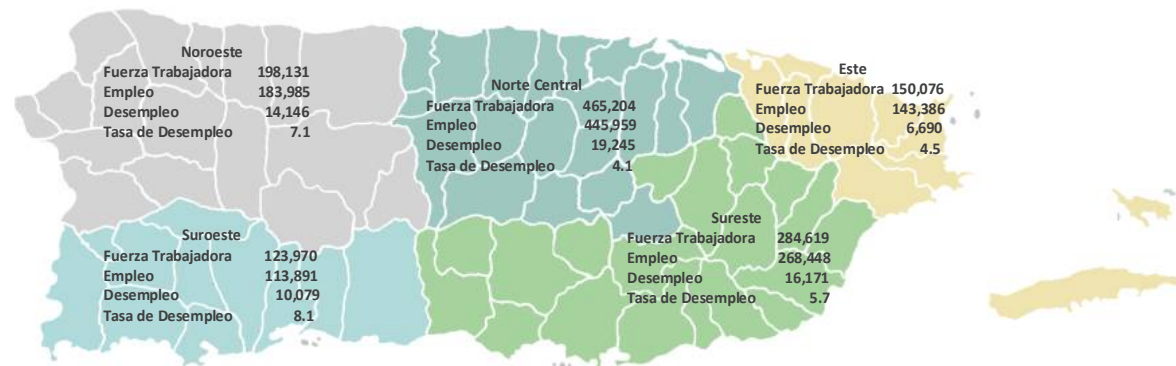 Noroeste
Fuerza Trabajadora 198,131
Empleo 183,985
Desempleo 14,146
Tasa de Desempleo 7.1
Norte Central
Fuerza Trabajadora 465,204
Empleo 445,959
Desempleo 19,245
Tasa de Desempleo 4.1
Este
Fuerza Trabajadora 150,076
Empleo 143,386
Desempleo 6,690
Tasa de Desempleo 4.5
Suroeste
Fuerza Trabajadora 123,970
Empleo 113,891
Desempleo 10,079
Tasa de Desempleo 8.1
Sureste
Fuerza Trabajadora 284,619
Empleo 268,448
Desempleo 16,171
Tasa de Desempleo 5.7